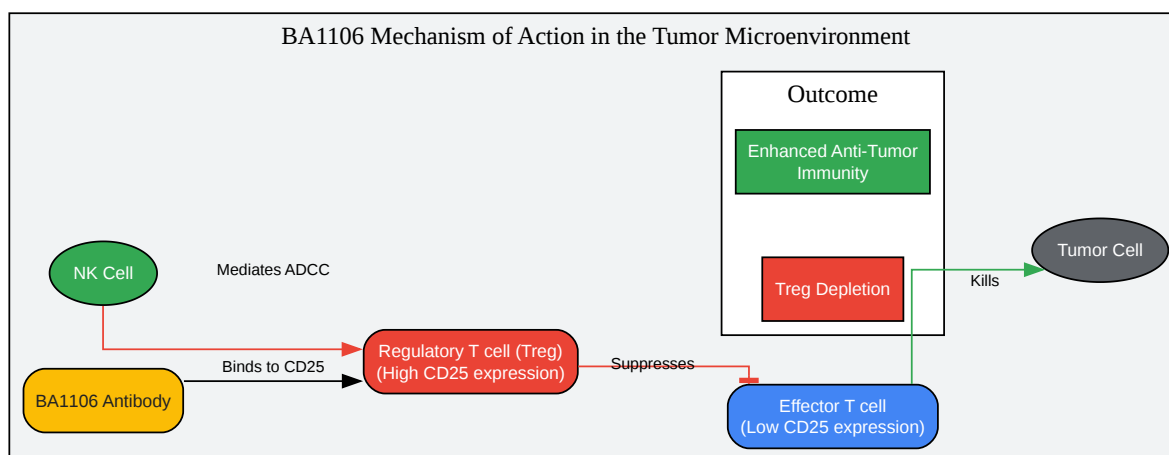 BA1106 Mechanism of Action in the Tumor Microenvironment
Outcome
Enhanced Anti-Tumor
Immunity
Tumor Cell
NK Cell
Mediates ADCC
Kills
Treg Depletion
Regulatory T cell (Treg)
(High CD25 expression)
Suppresses
Binds to CD25
BA1106 Antibody
Effector T cell
(Low CD25 expression)